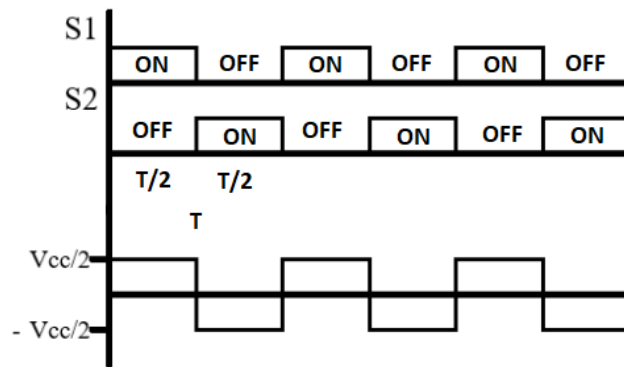 S1
ON OFF ON OFF ON OFF
S2
OFF ON OFF ON OFF ON
T/2 T/2
T
Vcc/2
- Vcc/2